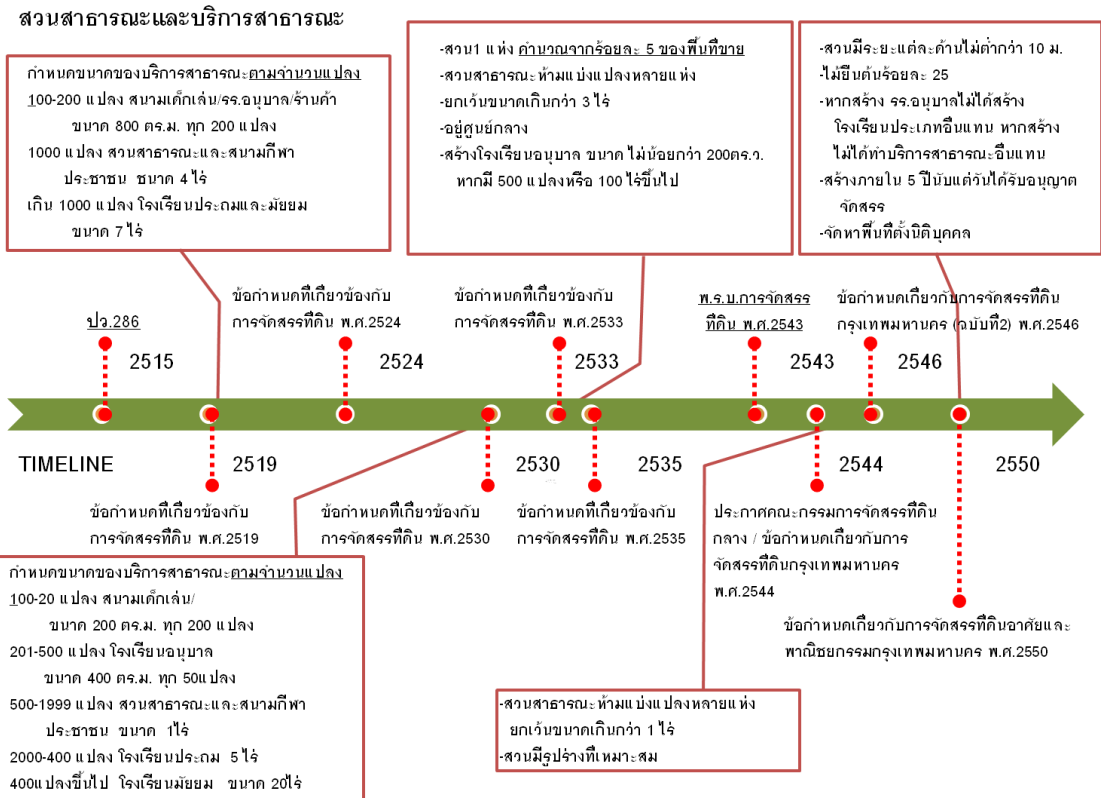 สวนสาธารณะและบริการสาธารณะ
กำหนดขนาดของบริการสาธารณะตามจำนวนแปลง
100-200 แปลง สนามเด็กเล่น/รร.อนุบาล/ร้านค้า
ขนาด 800 ตร.ม. ทุก 200 แปลง
1000 แปลง สวนสาธารณะและสนามกีฬา
ประชาชน ขนาด 4 ไร่
เกิน 1000 แปลง โรงเรียนประถมและมัธยม
ขนาด 7 ไร่
-สวน1 แห่ง คำนวณจากร้อยละ 5 ของพื้นที่ขาย
-สวนสาธารณะห้ามแบ่งแปลงหลายแห่ง
-ยกเว้นขนาดเกินกว่า 3 ไร่
-อยู่ศูนย์กลาง
-สร้างโรงเรียนอนุบาล ขนาด ไม่น้อยกว่า 200ตร.ว.
หากมี 500 แปลงหรือ 100 ไร่ขึ้นไป
-สวนมีระยะแต่ละด้านไม่ต่ำกว่า 10 ม.
-ไม้ยืนต้นร้อยละ 25
-หากสร้าง รร.อนุบาลไม่ได้สร้าง
โรงเรียนประเภทอื่นแทน หากสร้าง
ไม่ได้ทำบริการสาธารณะอื่นแทน
-สร้างภายใน 5 ปีนับแต่วันได้รับอนุญาต
จัดสรร
-จัดหาพื้นที่ตั้งนิติบุคคล
ปว.286
2515
ข้อกำหนดที่เกี่ยวข้องกับ
การจัดสรรที่ดิน พ.ศ.2524
2524
ข้อกำหนดที่เกี่ยวข้องกับ
การจัดสรรที่ดิน พ.ศ.2533
2533
พ.ร.บ.การจัดสรร
ที่ดิน พ.ศ.2543
2543
ข้อกำหนดเกี่ยวกับการจัดสรรที่ดิน
กรุงเทพมหานคร (ฉบับที่2) พ.ศ.2546
2546
TIMELINE
2519
2530
2535
2544
2550
ข้อกำหนดที่เกี่ยวข้องกับ
การจัดสรรที่ดิน พ.ศ.2519
ข้อกำหนดที่เกี่ยวข้องกับ
การจัดสรรที่ดิน พ.ศ.2530
ข้อกำหนดที่เกี่ยวข้องกับ
การจัดสรรที่ดิน พ.ศ.2535
ประกาศคณะกรรมการจัดสรรที่ดิน
กลาง / ข้อกำหนดเกี่ยวกับการ
จัดสรรที่ดินกรุงเทพมหานคร
พ.ศ.2544
ข้อกำหนดเกี่ยวกับการจัดสรรที่ดินอาศัยและ
พาณิชยกรรมกรุงเทพมหานคร พ.ศ.2550
กำหนดขนาดของบริการสาธารณะตามจำนวนแปลง
100-20 แปลง สนามเด็กเล่น/
ขนาด 200 ตร.ม. ทุก 200 แปลง
201-500 แปลง โรงเรียนอนุบาล
ขนาด 400 ตร.ม. ทุก 50แปลง
500-1999 แปลง สวนสาธารณะและสนามกีฬา
ประชาชน ขนาด 1ไร่
2000-400 แปลง โรงเรียนประถม 5 ไร่
400แปลงขึ้นไป โรงเรียนมัธยม ขนาด 20ไร่
-สวนสาธารณะห้ามแบ่งแปลงหลายแห่ง
ยกเว้นขนาดเกินกว่า 1 ไร่
-สวนมีรูปร่างที่เหมาะสม